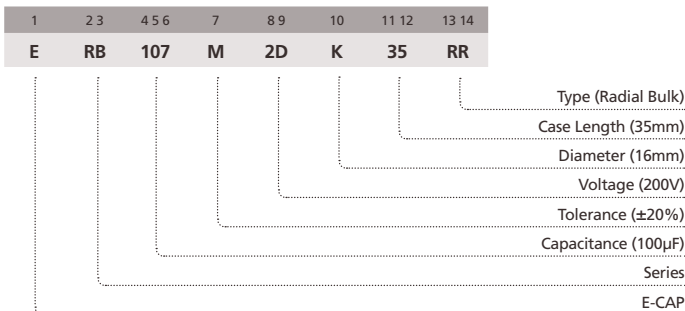 1 2 3 4 5 6 7 8 9 10 11 12 13 14
E RB 107 M 2D K 35 RR
Type (Radial Bulk)
Case Length (35mm)
Diameter (16mm)
Voltage (200V)
Tolerance (±20%)
Capacitance (100µF)
Series
E-CAP